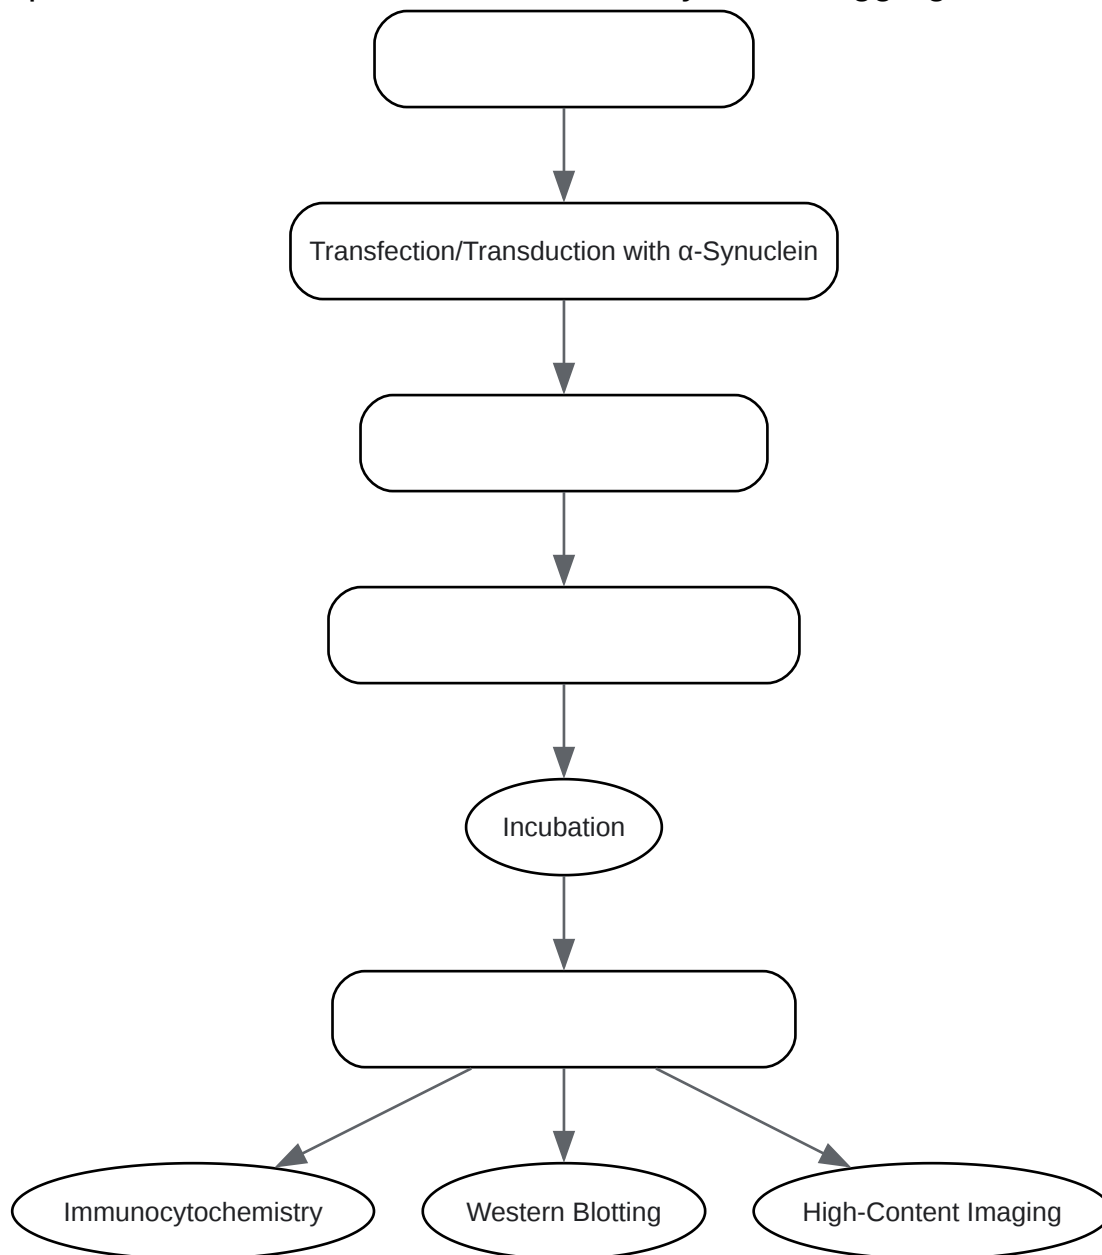 Transfection/Transduction with α-Synuclein
Incubation
Immunocytochemistry
Western Blotting
High-Content Imaging